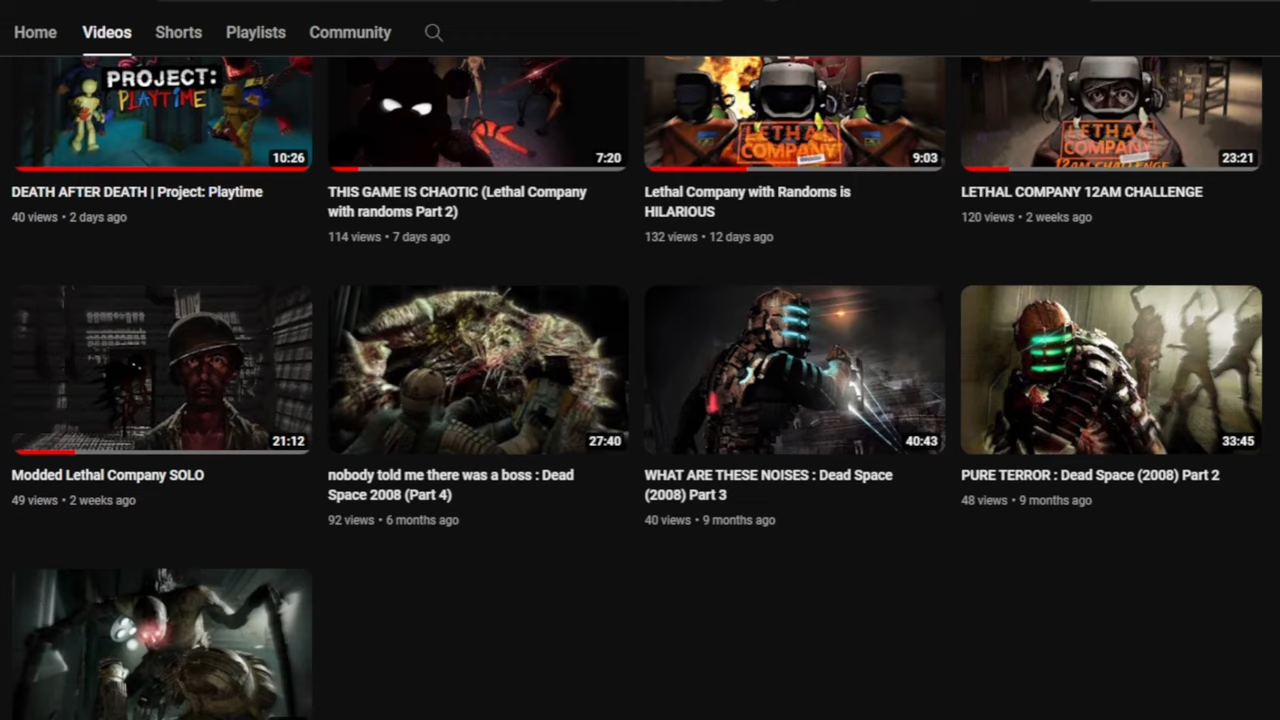 Home Videos Shorts Playlists Community
PROJECT:
PLAYTIME
10:26
7:20
LETHAL
COMPANY
9:03
LETHAL
COMPANY
12AM CHALLENGE
23:21
DEATH AFTER DEATH | Project: Playtime
40 views • 2 days ago
THIS GAME IS CHAOTIC (Lethal Company
with randoms Part 2)
114 views • 7 days ago
Lethal Company with Randoms is
HILARIOUS
132 views • 12 days ago
LETHAL COMPANY 12AM CHALLENGE
120 views • 2 weeks ago
21:12
27:40
40:43
33:45
Modded Lethal Company SOLO
49 views • 2 weeks ago
nobody told me there was a boss : Dead
Space 2008 (Part 4)
92 views • 6 months ago
WHAT ARE THESE NOISES : Dead Space
(2008) Part 3
40 views • 9 months ago
PURE TERROR : Dead Space (2008) Part 2
48 views • 9 months ago